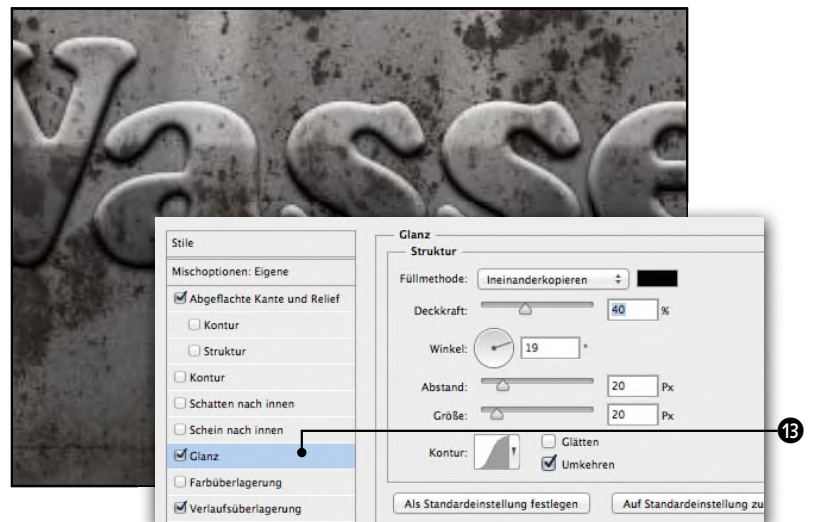 Vasse
Stile
Mischoptionen: Eigene
Abgeflachte Kante und Relief
Kontur
Struktur
Kontur
Schatten nach innen
Schein nach innen
Glanz
Farbüberlagerung
Verlaufsüberlagerung
Glanz
Struktur
Füllmethode: Ineinanderkopieren
Deckkraft: 40 %
Winkel: 19 °
Abstand: 20 Px
Größe: 20 Px
Kontur: Glätten
Umkehren
Als Standardeinstellung festlegen Auf Standardeinstellung zu
13